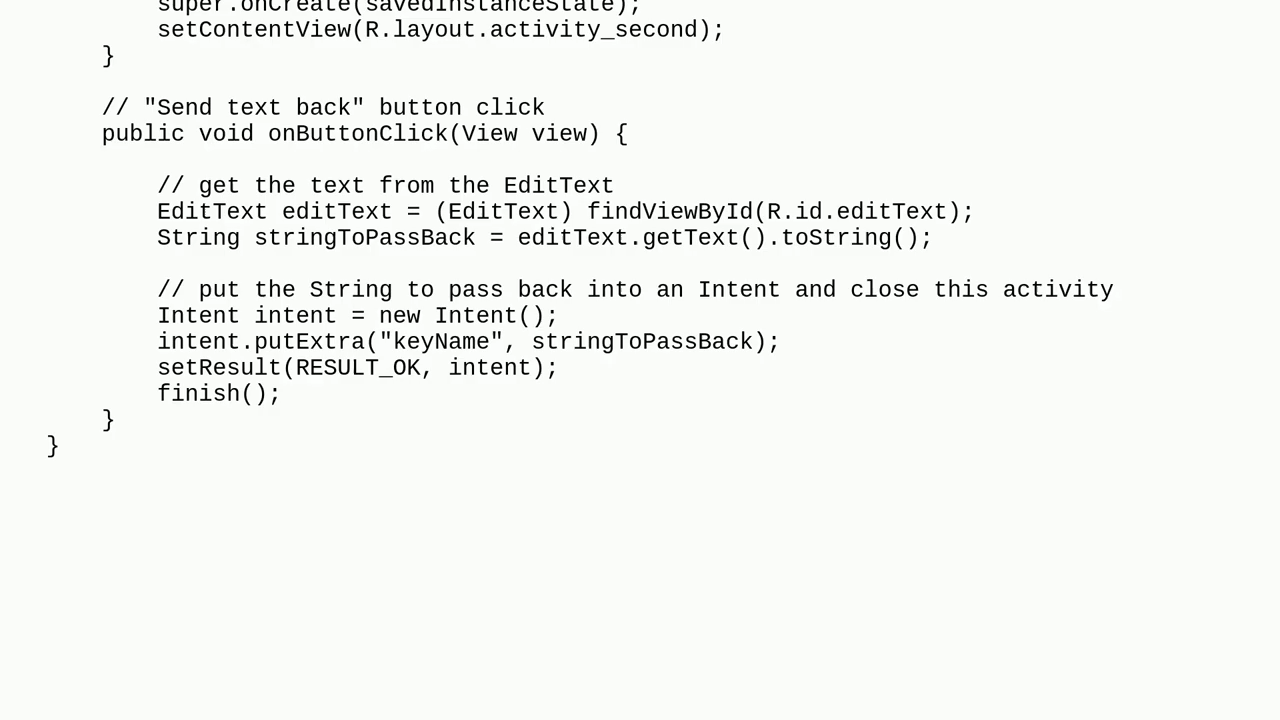 super.onCreate(savedInstanceState);
setContentView(R.layout.activity_second);
}
// "Send text back" button click
public void onButtonClick(View view) {
// get the text from the EditText
EditText editText = (EditText) findViewById(R.id.editText);
String stringToPassBack = editText.getText().toString();
// put the String to pass back into an Intent and close this activity
Intent intent = new Intent();
intent.putExtra("keyName", stringToPassBack);
setResult(RESULT_OK, intent);
finish();
}
}